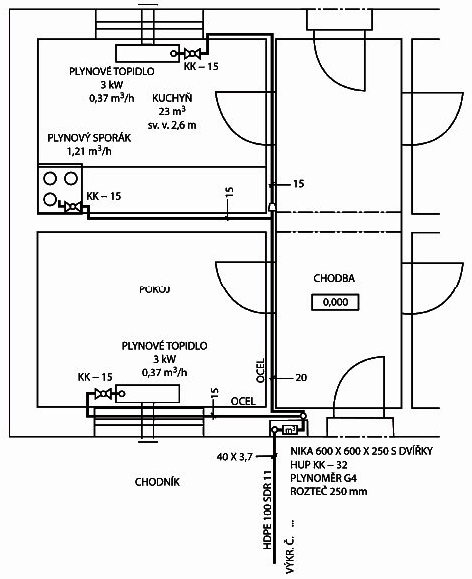 KK – 15
PLYNOVÉ TOPIDLO
3 kW
0,37 m³/h
KUCHYŇ
23 m³
sv. v. 2,6 m
PLYNOVÝ SPORÁK
1,21 m³/h
KK – 15
15
15
CHODBA
0,000
POKOJ
PLYNOVÉ TOPIDLO
3 kW
0,37 m³/h
KK – 15
15
OCEL
OCEL
20
m³
40 X 3,7
NIKA 600 X 600 X 250 S DVÍŘKY
HUP KK – 32
PLYNOMĚR G4
ROZTEČ 250 mm
CHODNÍK
HDPE 100 SDR 11
VÝKR. Č. ...